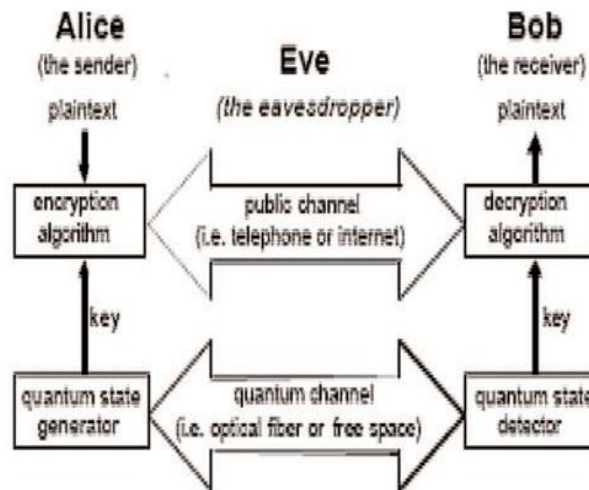 Alice
(the sender)
plaintext
Eve
(the eavesdropper)
Bob
(the receiver)
plaintext
encryption
algorithm
public channel
(i.e. telephone or internet)
decryption
algorithm
key
key
quantum state
generator
quantum channel
(i.e. optical fiber or free space)
quantum state
detector